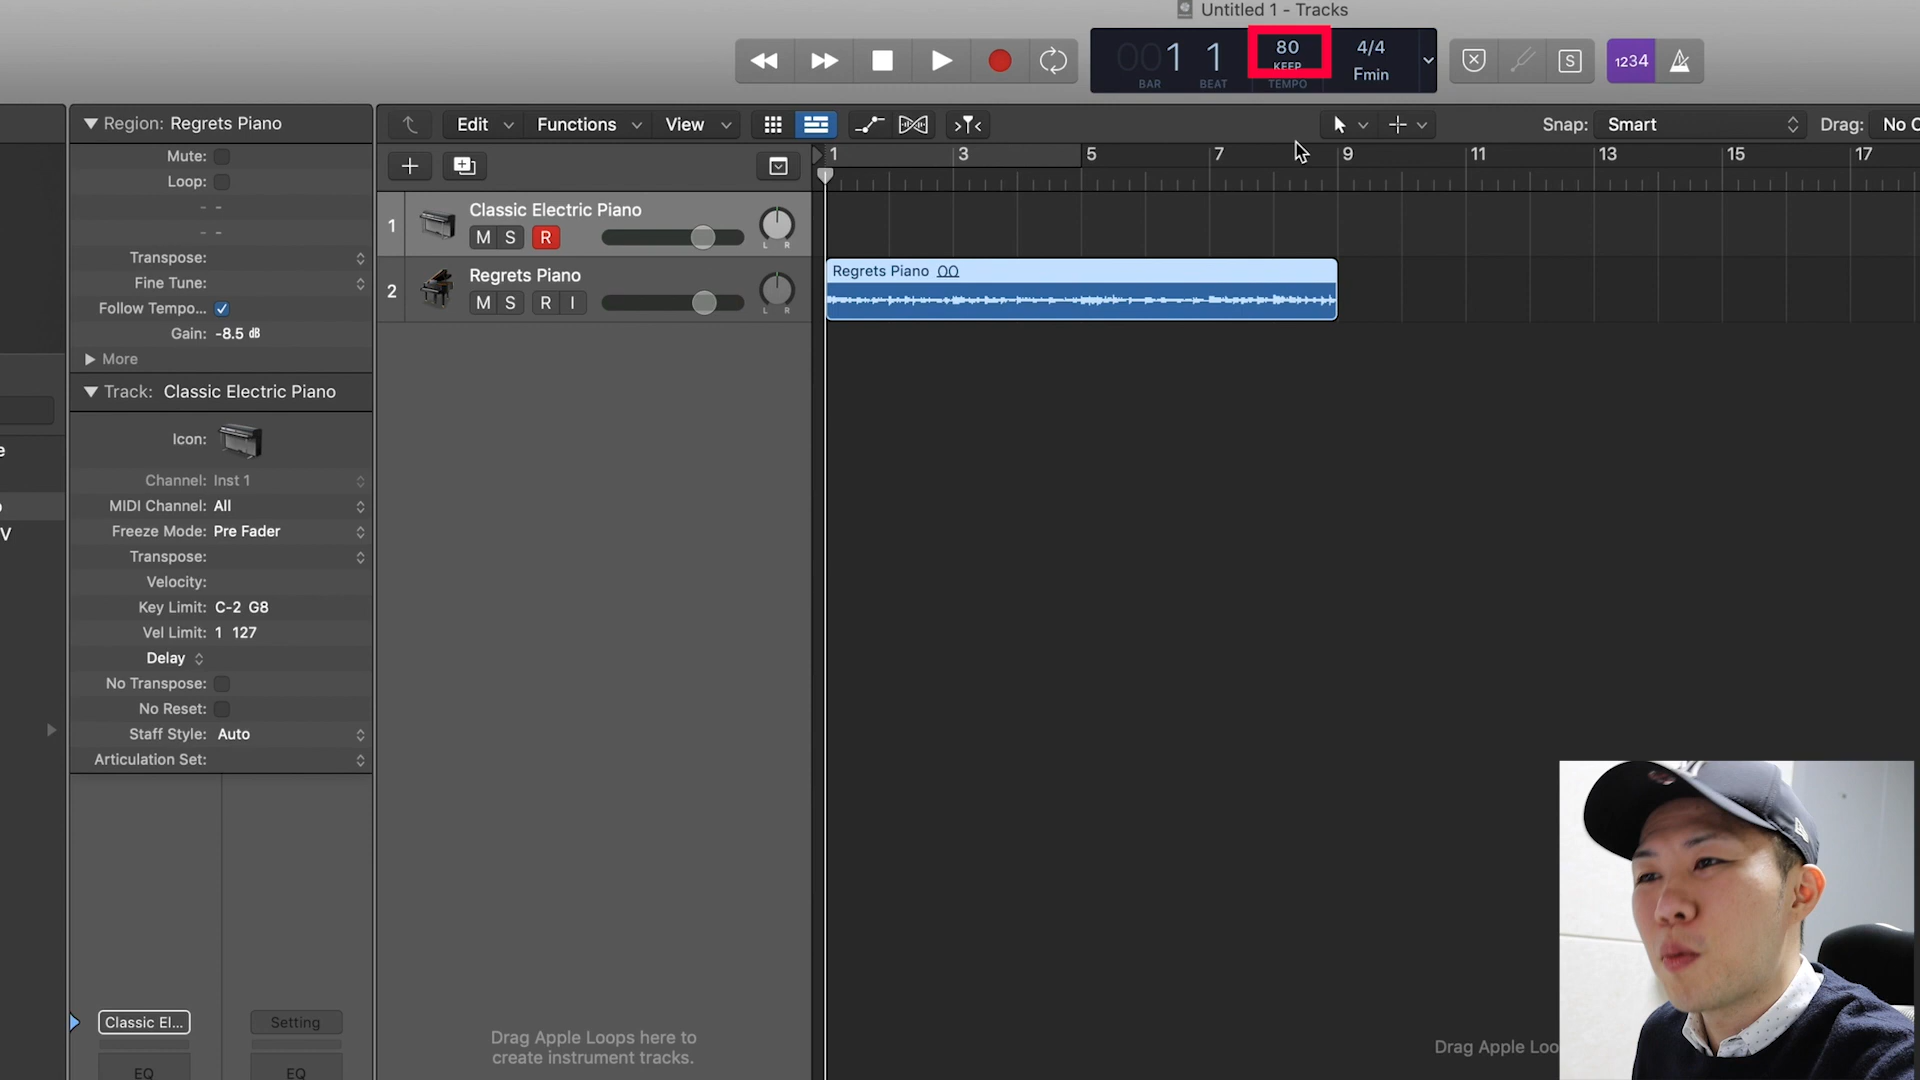 Untitled 1 - Tracks
001 1 80 4/4
KEEP Fmin
BAR BEAT TEMPO
S 1234
Region: Regrets Piano
Edit Functions View Snap: Smart Drag: No
Mute:
Loop:
- -
- -
Transpose:
Fine Tune:
Follow Tempo...
Gain: -8.5 dB
More
Track: Classic Electric Piano
Icon:
Channel: Inst 1
MIDI Channel: All
Freeze Mode: Pre Fader
Transpose:
Velocity:
Key Limit: C-2 G8
Vel Limit: 1 127
Delay
No Transpose:
No Reset:
Staff Style: Auto
Articulation Set:
1 3 5 7 9 11 13 15 17
1 Classic Electric Piano
M S R
L R
2 Regrets Piano
M S R I
L R
Regrets Piano
Classic El... Setting
EQ EQ
Drag Apple Loops here to
create instrument tracks.
Drag Apple Loo